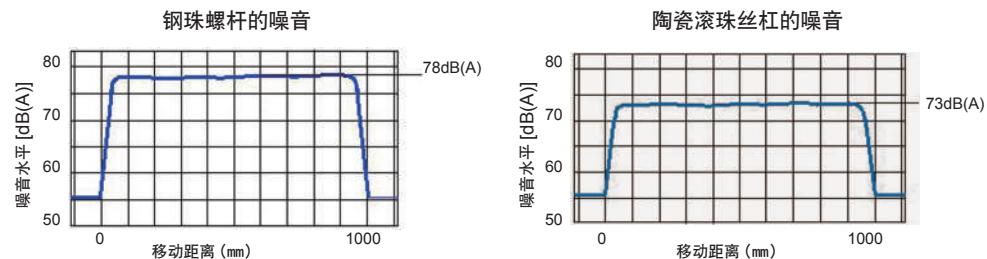 钢珠螺杆的噪音
噪音水平 [dB(A)]
80
70
60
50
78dB(A)
0
1000
移动距离（mm）
陶瓷滚珠丝杠的噪音
噪音水平 [dB(A)]
80
70
60
50
73dB(A)
0
1000
移动距离（mm）